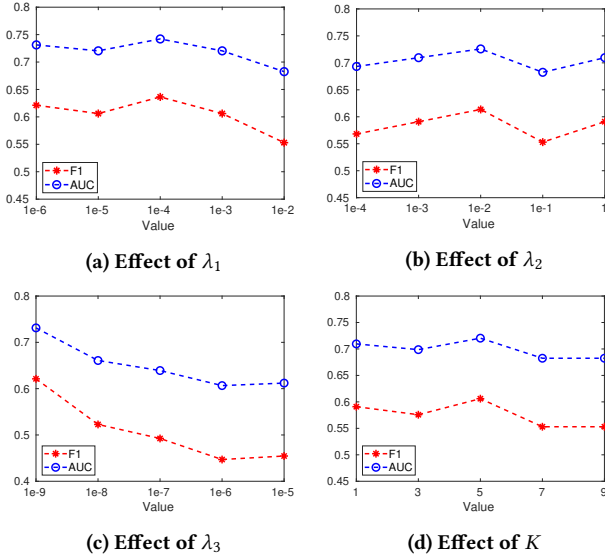 0.8
0.75
0.7
0.65
0.6
0.55
0.5
0.45
F1
AUC
1e-6 1e-5 1e-4 1e-3 1e-2
Value
(a) Effect of λ1
0.8
0.75
0.7
0.65
0.6
0.55
0.5
0.45
F1
AUC
1e-4 1e-3 1e-2 1e-1 1
Value
(b) Effect of λ2
0.8
0.7
0.6
0.5
0.4
F1
AUC
1e-9 1e-8 1e-7 1e-6 1e-5
Value
(c) Effect of λ3
0.8
0.75
0.7
0.65
0.6
0.55
0.5
0.45
F1
AUC
1 3 5 7 9
Value
(d) Effect of K